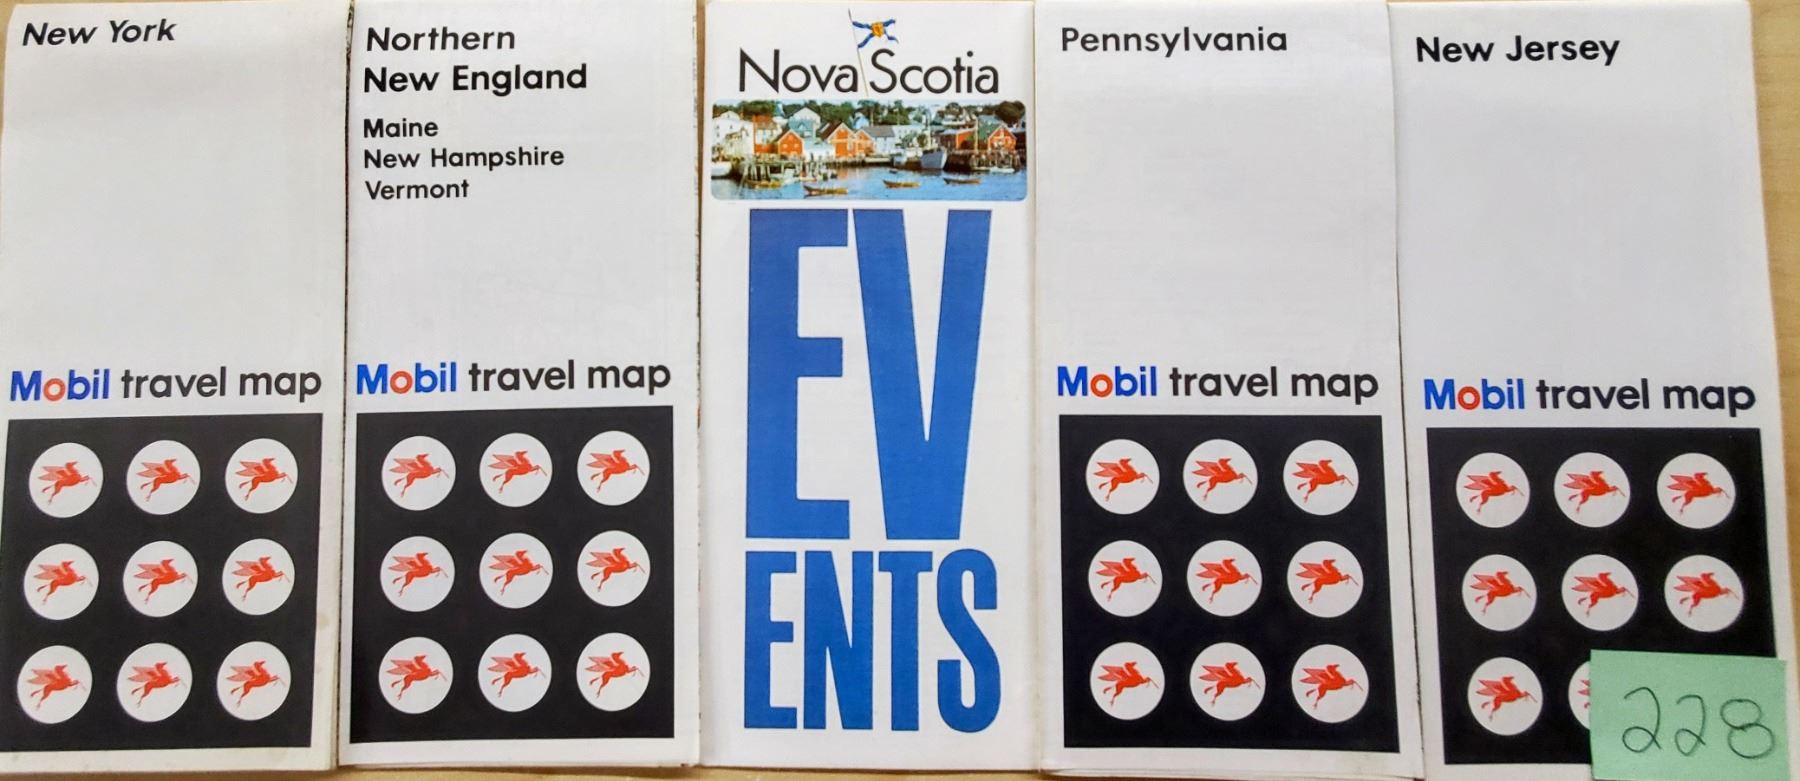 New York
Mobil travel map
Northern
New England
Maine
New Hampshire
Vermont
Mobil travel map
Nova Scotia
EV
ENTS
Pennsylvania
Mobil travel map
New Jersey
Mobil travel map
228